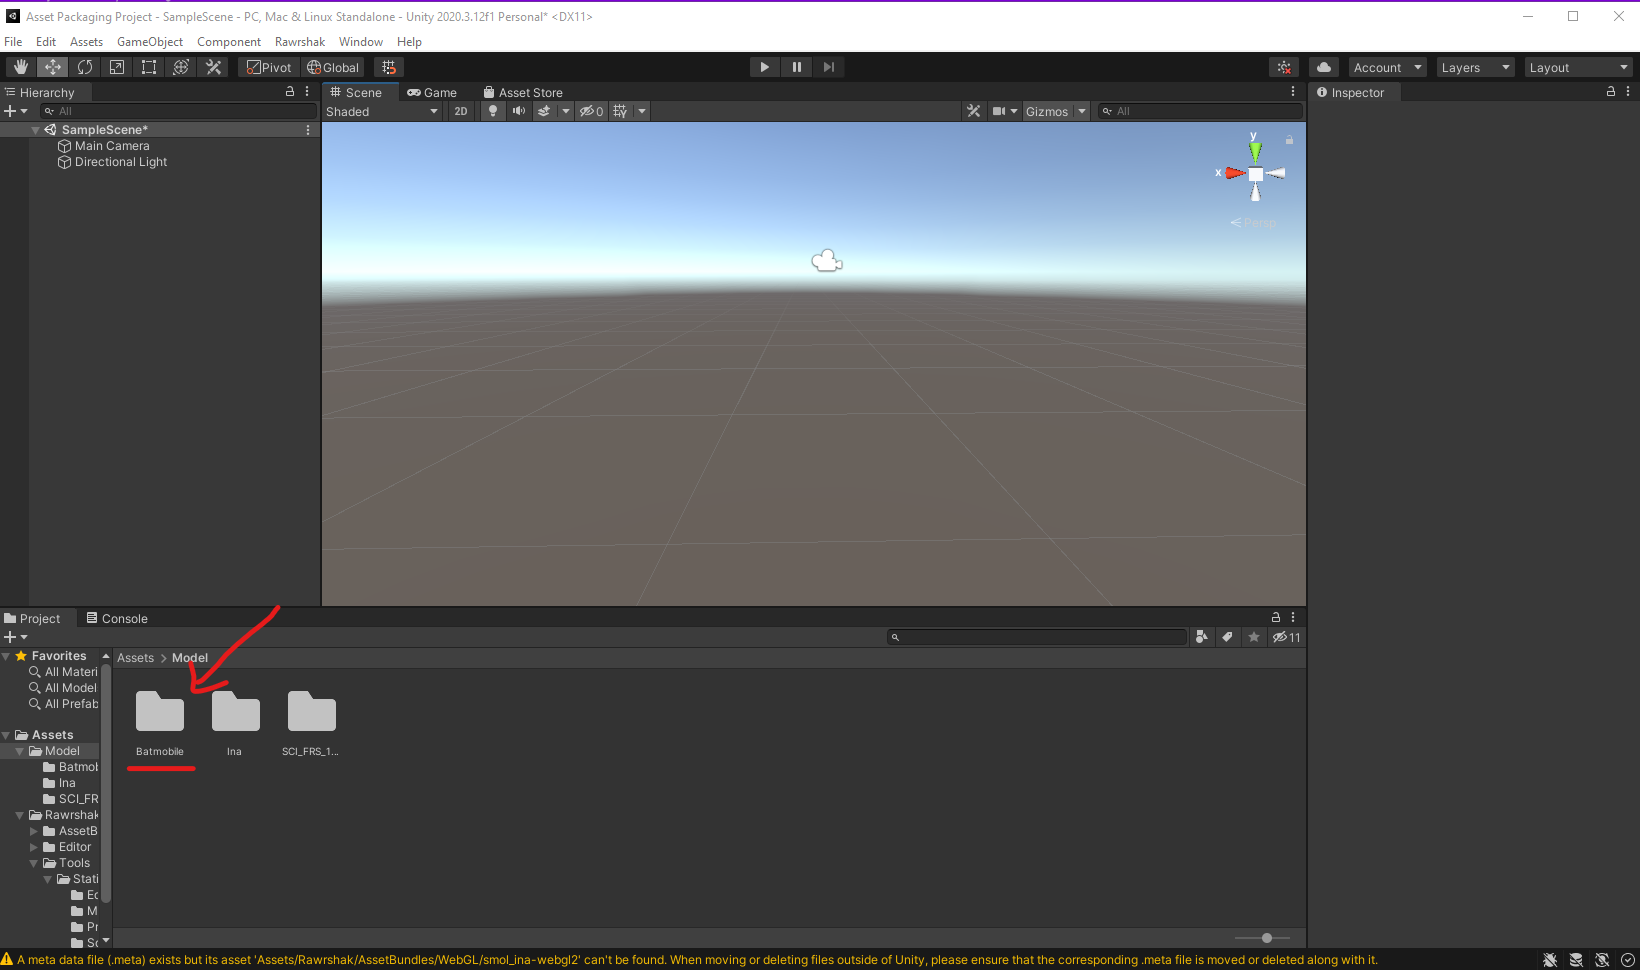 Asset Packaging Project - SampleScene - PC, Mac & Linux Standalone - Unity 2020.3.12f1 Personal* <DX11>
File Edit Assets GameObject Component Rawrshak Window Help
Pivot Global Account Layers Layout
Hierarchy
All
SampleScene*
Main Camera
Directional Light
Scene Game Asset Store
Shaded 2D 0 Gizmos All
y
x
Persp
Inspector
Project Console
11
Favorites
All Materi
All Model
All Prefab
Assets
Model
Batmob
Ina
SCI_FR
Rawrshak
AssetB
Editor
Tools
Stati
Ed
M
Pr
Sc
Assets > Model
Batmobile Ina SCI_FRS_1...
A meta data file (.meta) exists but its asset 'Assets/Rawrshak/AssetBundles/WebGL/smol_ina-webgl2' can't be found. When moving or deleting files outside of Unity, please ensure that the corresponding .meta file is moved or deleted along with it.